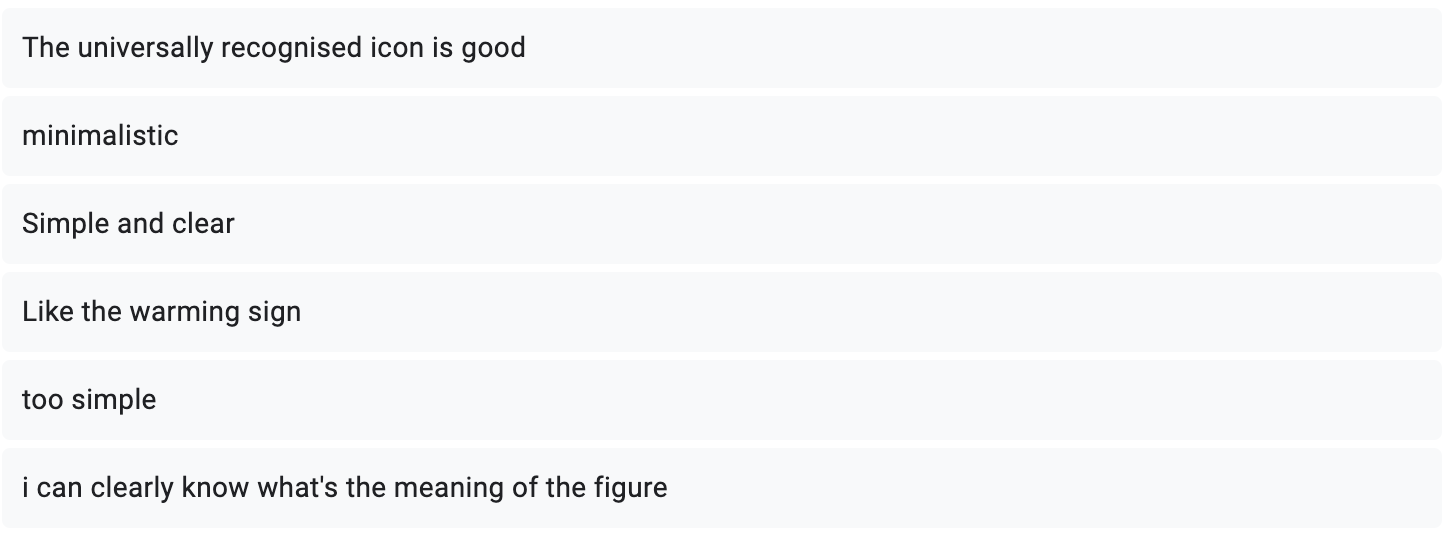 The universally recognised icon is good
minimalistic
Simple and clear
Like the warming sign
too simple
i can clearly know what's the meaning of the figure